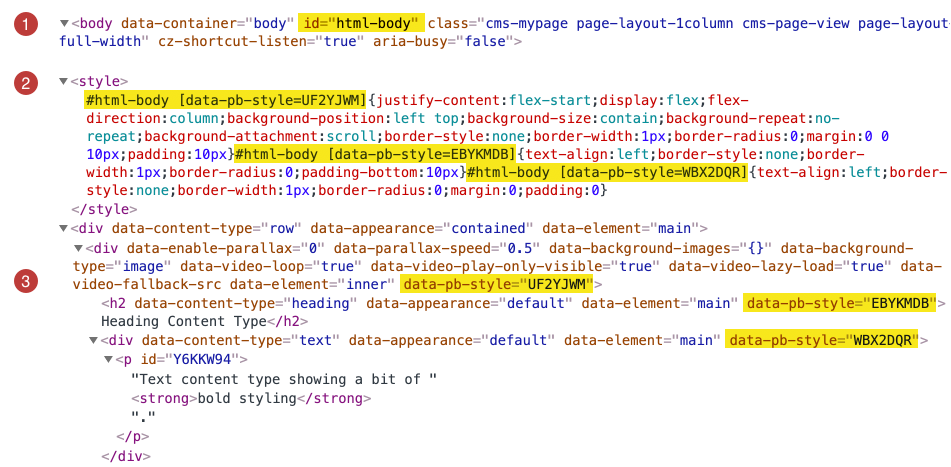 1 ▼<body data-container="body" id="html-body" class="cms-mypage page-layout-1column cms-page-view page-layout-
full-width" cz-shortcut-listen="true" aria-busy="false">
2 ▼<style>
#html-body [data-pb-style=UF2YJWM]{justify-content:flex-start;display:flex;flex-
direction:column;background-position:left top;background-size:contain;background-repeat:no-
repeat;background-attachment:scroll;border-style:none;border-width:1px;border-radius:0;margin:0 0
10px;padding:10px}#html-body [data-pb-style=EBYKMDB]{text-align:left;border-style:none;border-
width:1px;border-radius:0;padding-bottom:10px}#html-body [data-pb-style=WBX2DQR]{text-align:left;border-
style:none;border-width:1px;border-radius:0;margin:0;padding:0}
</style>
▼<div data-content-type="row" data-appearance="contained" data-element="main">
▼<div data-enable-parallax="0" data-parallax-speed="0.5" data-background-images="{}" data-background-
type="image" data-video-loop="true" data-video-play-only-visible="true" data-video-lazy-load="true" data-
3 video-fallback-src data-element="inner" data-pb-style="UF2YJWM">
<h2 data-content-type="heading" data-appearance="default" data-element="main" data-pb-style="EBYKMDB">
Heading Content Type</h2>
▼<div data-content-type="text" data-appearance="default" data-element="main" data-pb-style="WBX2DQR">
▼<p id="Y6KKW94">
"Text content type showing a bit of "
<strong>bold styling</strong>
"."
</p>
</div>